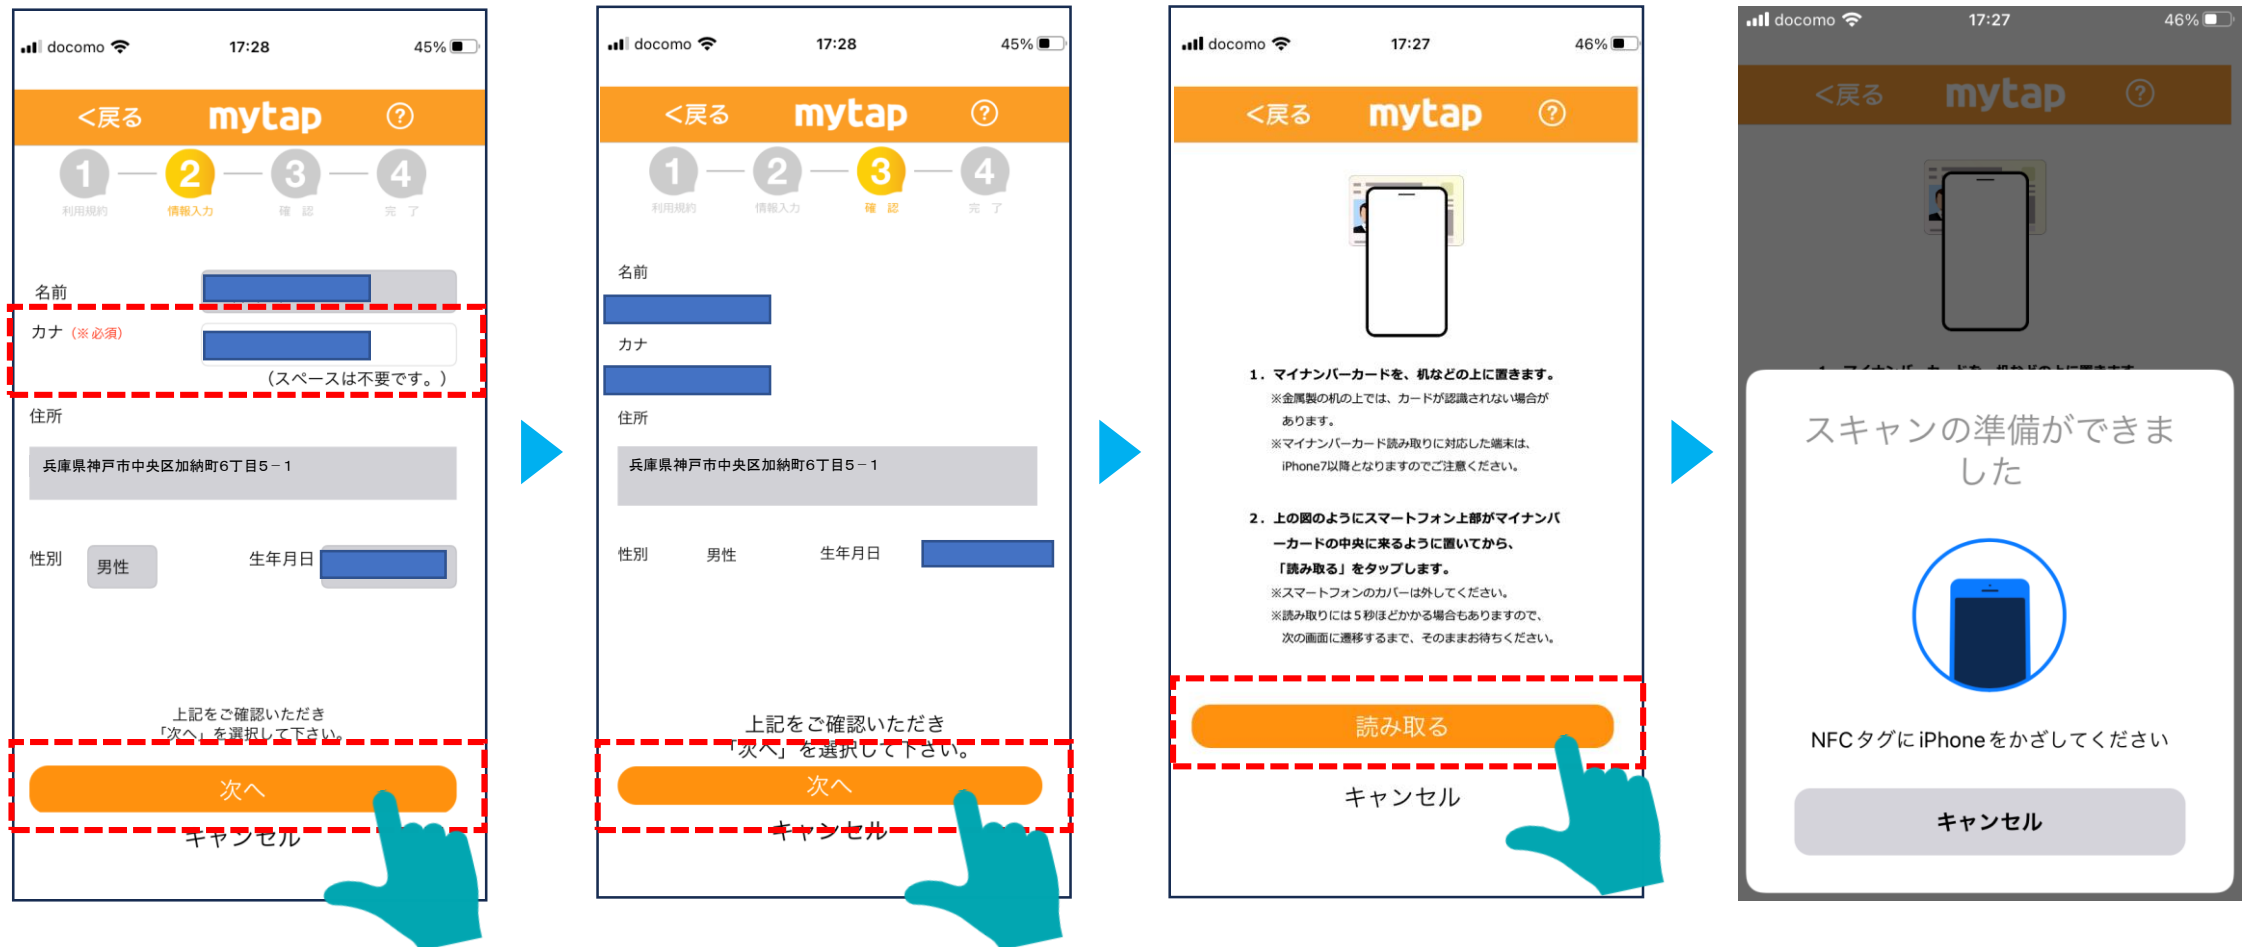 docomo 17:28 45%
<戻る mytap ?
1 2 3 4
利用規約 情報入力 確 認 完 了
名前
カナ (※必須)
(スペースは不要です。)
住所
兵庫県神戸市中央区加納町6丁目5−1
性別 男性 生年月日
上記をご確認いただき
「次へ」を選択して下さい。
次へ
キャンセル
docomo 17:28 45%
<戻る mytap ?
1 2 3 4
利用規約 情報入力 確 認 完 了
名前
カナ
住所
兵庫県神戸市中央区加納町6丁目5−1
性別 男性 生年月日
上記をご確認いただき
「次へ」を選択して下さい。
次へ
キャンセル
docomo 17:27 46%
<戻る mytap ?
1. マイナンバーカードを、机などの上に置きます。
※金属製の机の上では、カードが認識されない場合が
あります。
※マイナンバーカード読み取りに対応した端末は、
iPhone7以降となりますのでご注意ください。
2. 上の図のようにスマートフォン上部がマイナンバ
ーカードの中央に来るように置いてから、
「読み取る」をタップします。
※スマートフォンのカバーは外してください。
※読み取りには5秒ほどかかる場合もありますので、
次の画面に遷移するまで、そのままお待ちください。
読み取る
キャンセル
docomo 17:27 46%
<戻る mytap ?
1. マイナンバーカードを、机などの上に置きます。
スキャンの準備ができま
した
NFCタグにiPhoneをかざしてください
キャンセル